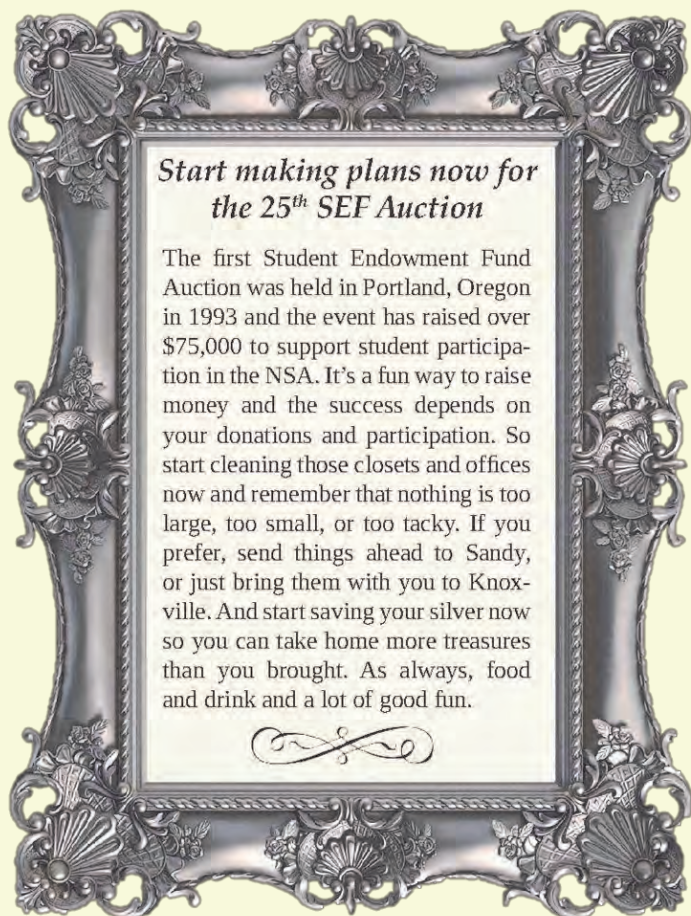 Start making plans now for
the 25th SEF Auction
The first Student Endowment Fund
Auction was held in Portland, Oregon
in 1993 and the event has raised over
$75,000 to support student participa-
tion in the NSA. It's a fun way to raise
money and the success depends on
your donations and participation. So
start cleaning those closets and offices
now and remember that nothing is too
large, too small, or too tacky. If you
prefer, send things ahead to Sandy,
or just bring them with you to Knox-
ville. And start saving your silver now
so you can take home more treasures
than you brought. As always, food
and drink and a lot of good fun.